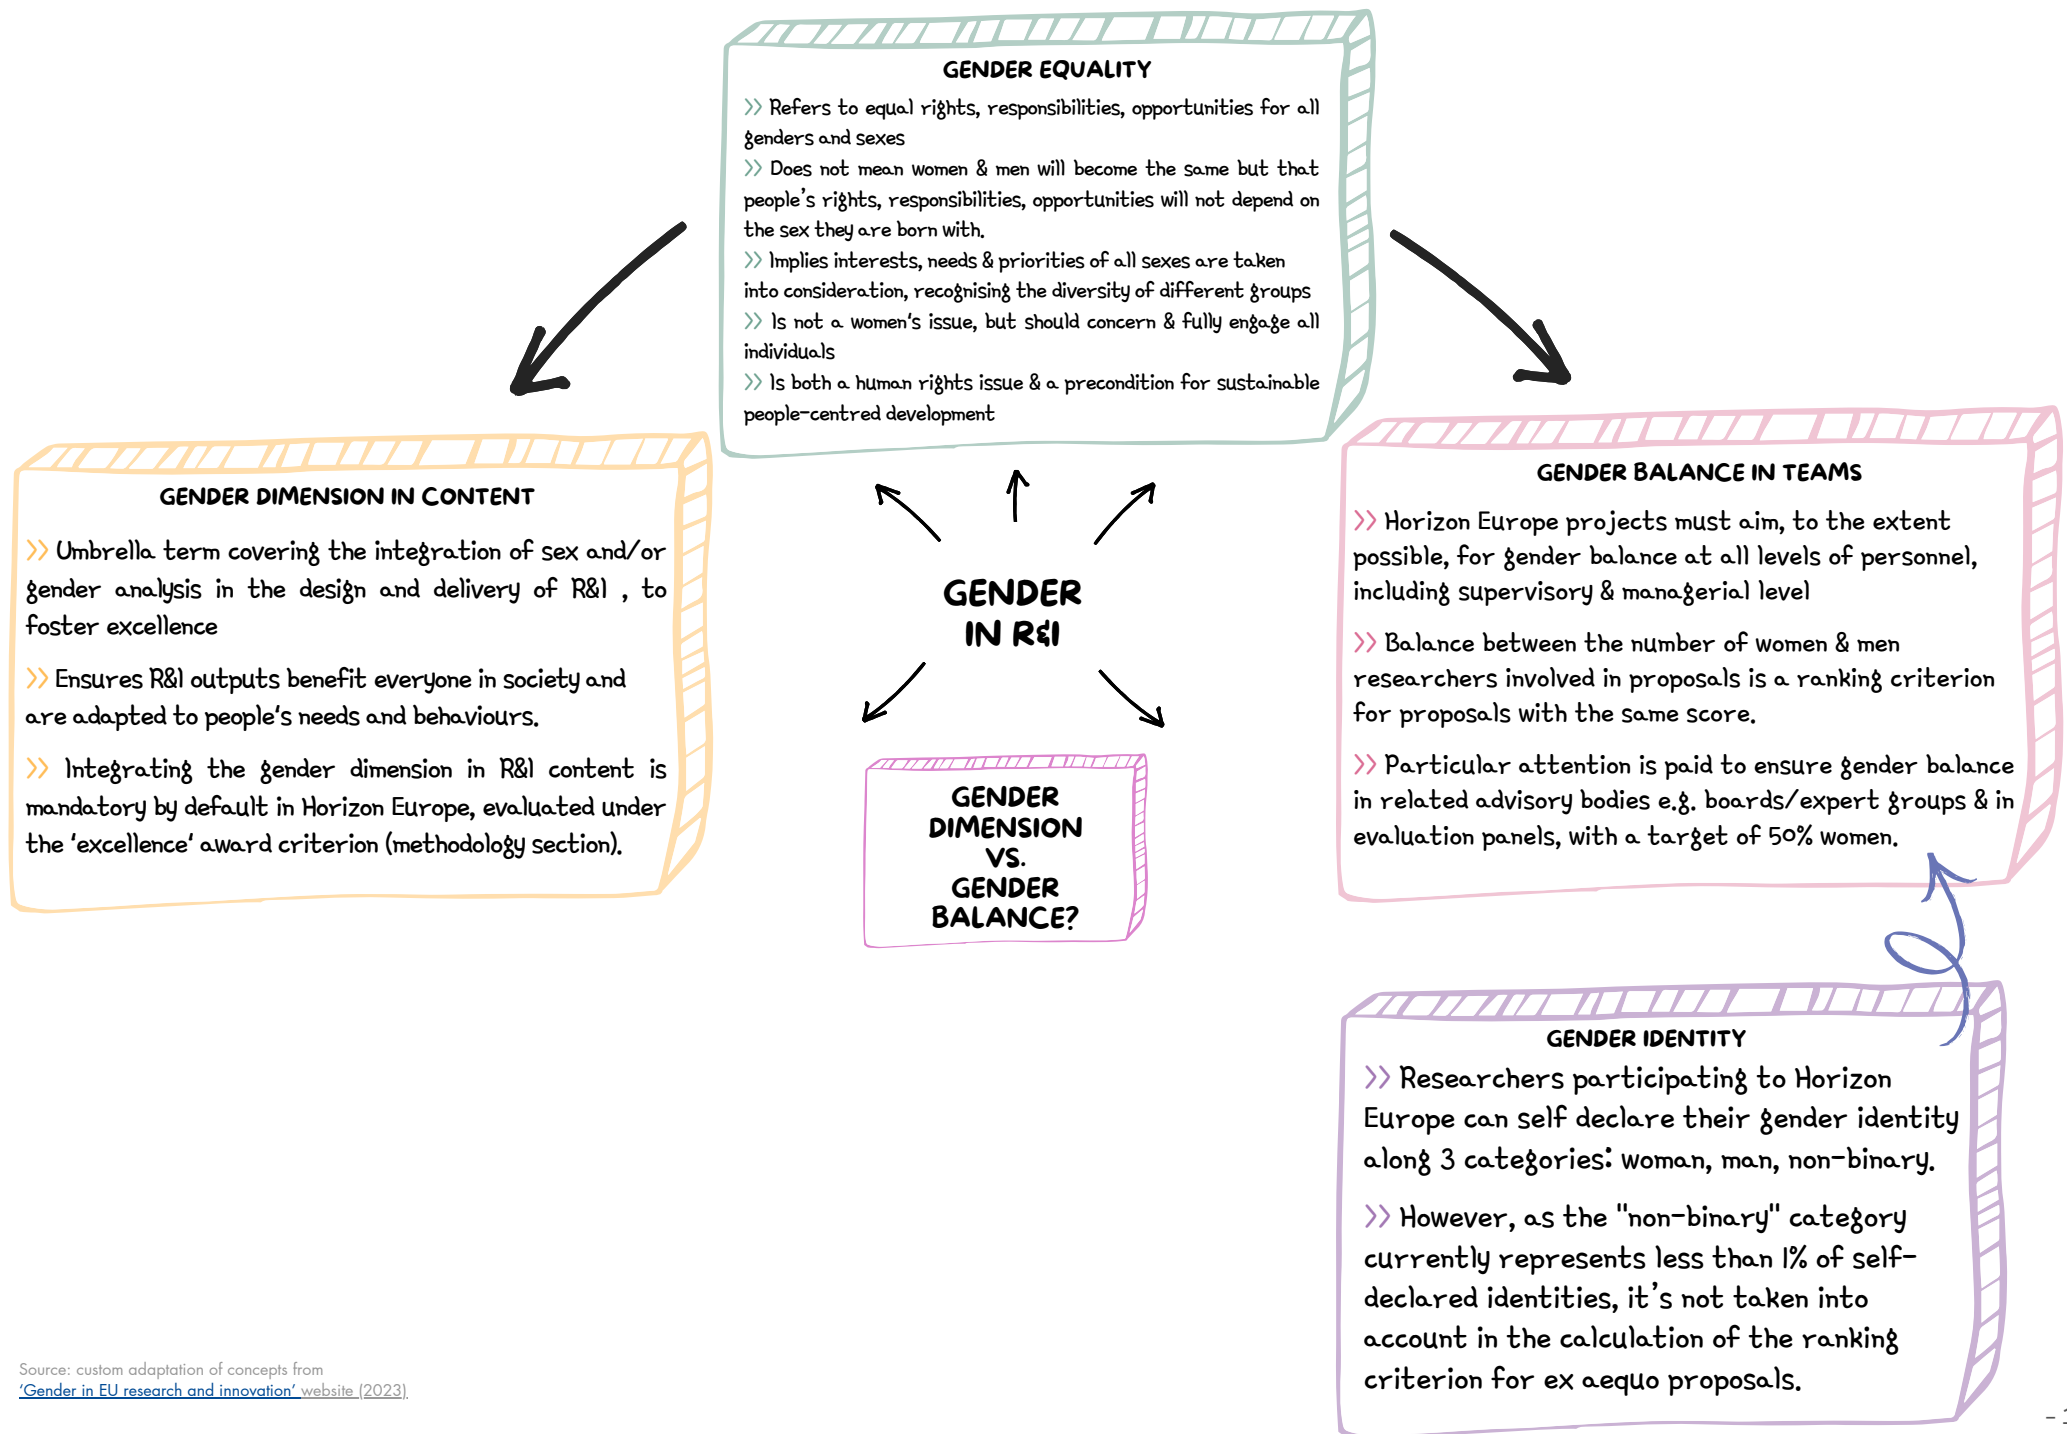 GENDER EQUALITY
>> Refers to equal rights, responsibilities, opportunities for all
genders and sexes
>> Does not mean women & men will become the same but that
people's rights, responsibilities, opportunities will not depend on
the sex they are born with.
>> Implies interests, needs & priorities of all sexes are taken
into consideration, recognising the diversity of different groups
>> Is not a women's issue, but should concern & fully engage all
individuals
>> Is both a human rights issue & a precondition for sustainable
people-centred development
GENDER DIMENSION IN CONTENT
>> Umbrella term covering the integration of sex and/or
gender analysis in the design and delivery of R&I , to
foster excellence
>> Ensures R&I outputs benefit everyone in society and
are adapted to people's needs and behaviours.
>> Integrating the gender dimension in R&I content is
mandatory by default in Horizon Europe, evaluated under
the 'excellence' award criterion (methodology section).
GENDER
IN R&I
GENDER
DIMENSION
VS.
GENDER
BALANCE?
GENDER BALANCE IN TEAMS
>> Horizon Europe projects must aim, to the extent
possible, for gender balance at all levels of personnel,
including supervisory & managerial level
>> Balance between the number of women & men
researchers involved in proposals is a ranking criterion
for proposals with the same score.
>> Particular attention is paid to ensure gender balance
in related advisory bodies e.g. boards/expert groups & in
evaluation panels, with a target of 50% women.
GENDER IDENTITY
>> Researchers participating to Horizon
Europe can self declare their gender identity
along 3 categories: woman, man, non-binary.
>> However, as the "non-binary" category
currently represents less than 1% of self-
declared identities, it's not taken into
account in the calculation of the ranking
criterion for ex aequo proposals.
Source: custom adaptation of concepts from
'Gender in EU research and innovation' website (2023)